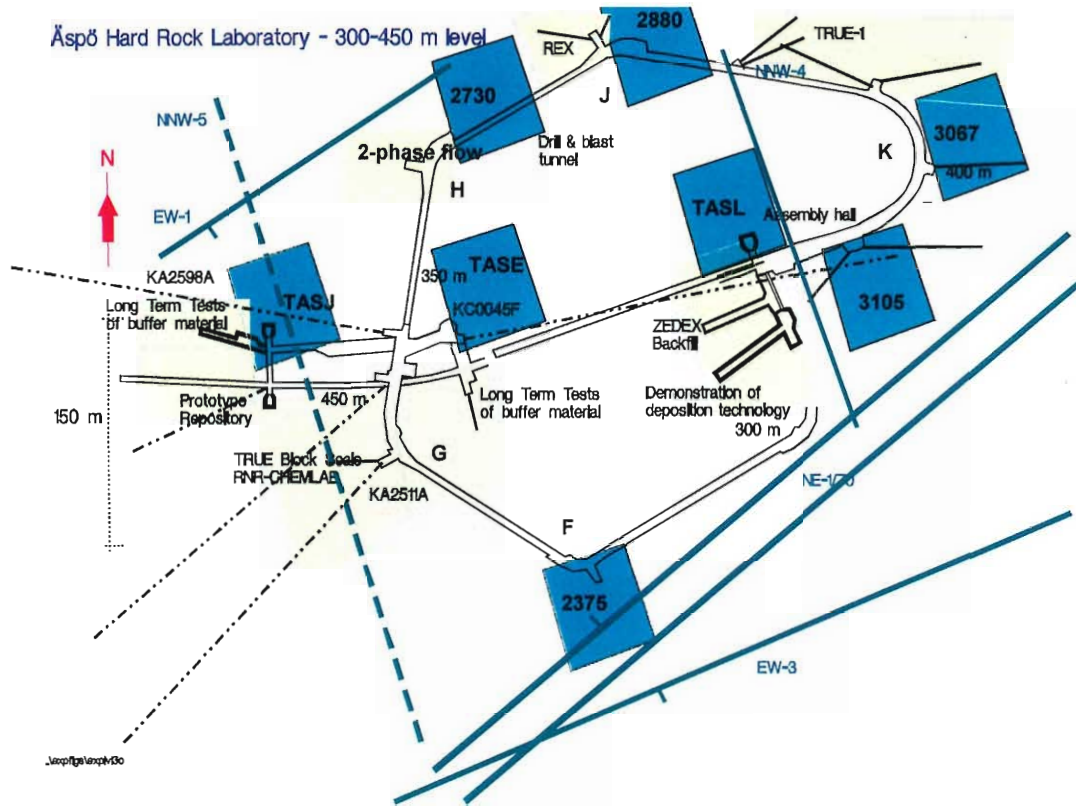 Äspö Hard Rock Laboratory - 300-450 m level
2880
REX
TRUE-1
NNW-4
2730
J
NNW-5
Drill & blast
tunnel
2-phase flow
3067
K
400 m
N
H
TASL
Assembly hall
EW-1
TASE
350 m
KA2598A
TASJ
KC0045F
3105
Long Term Tests
of buffer material
ZEDEX
Backfill
Prototype
Repository
450 m
Long Term Tests
of buffer material
Demonstration of
deposition technology
300 m
150 m
TRUE Block Scale
RNR-CHEMLAB
G
KA2511A
NE-1/70
F
2375
EW-3